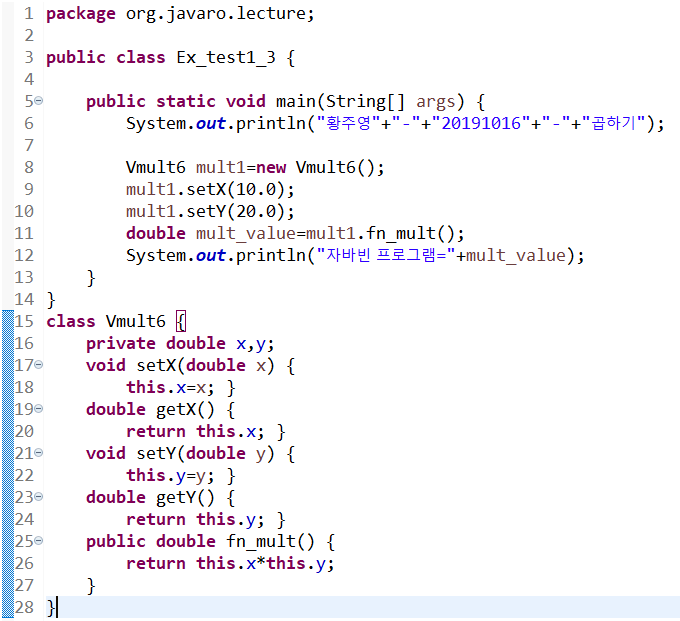 1 package org.javaro.lecture;
2
3 public class Ex_test1_3 {
4
5 public static void main(String[] args) {
6 System.out.println("황주영"+"-"+"20191016"+"-"+"곱하기");
7
8 Vmult6 mult1=new Vmult6();
9 mult1.setX(10.0);
10 mult1.setY(20.0);
11 double mult_value=mult1.fn_mult();
12 System.out.println("자바빈 프로그램="+mult_value);
13 }
14 }
15 class Vmult6 {
16 private double x,y;
17 void setX(double x) {
18 this.x=x; }
19 double getX() {
20 return this.x; }
21 void setY(double y) {
22 this.y=y; }
23 double getY() {
24 return this.y; }
25 public double fn_mult() {
26 return this.x*this.y;
27 }
28 }